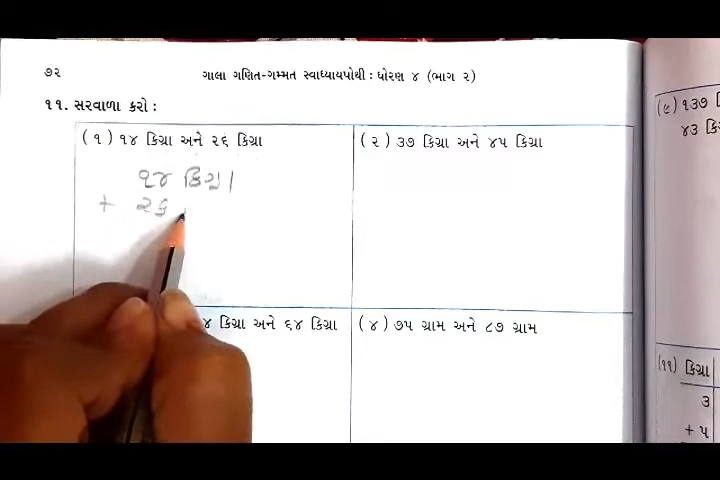 ૭૨
ગાલા ગણિત-ગમ્મત સ્વાધ્યાયપોથી : ધોરણ ૪ (ભાગ ૨)
૧૧. સરવાળા કરો :
(૧) ૧૪ કિગ્રા અને ૨૬ કિગ્રા
૧૪ કિગ્રા
+ ૨૬
(૨) ૩૭ કિગ્રા અને ૪૫ કિગ્રા
૪ કિગ્રા અને ૬૪ કિગ્રા
(૪) ૭૫ ગ્રામ અને ૮૭ ગ્રામ
(૯) ૧૩૭
૪૩ કિ
(૧૧) કિગ્રા
૩
+ ૫